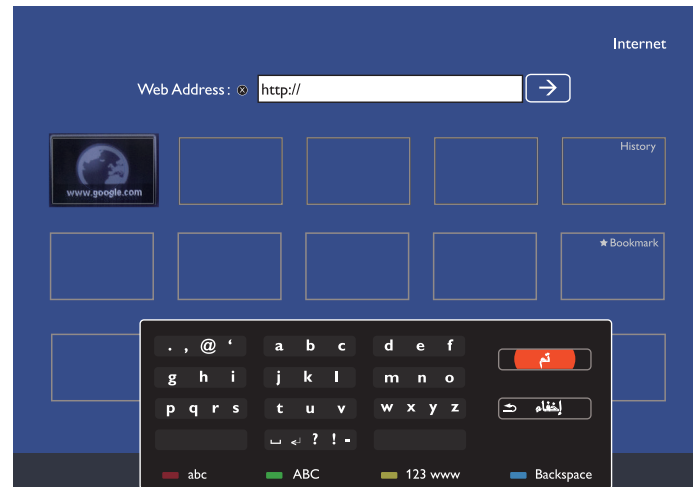 Internet
Web Address: ⊗ http:// →
www.google.com
History
★ Bookmark
. , @ ‘ a b c d e f
تم
g h i j k l m n o
p q r s t u v w x y z
إخفاء
⎵ ↵ ? ! -
abc ABC 123 www Backspace